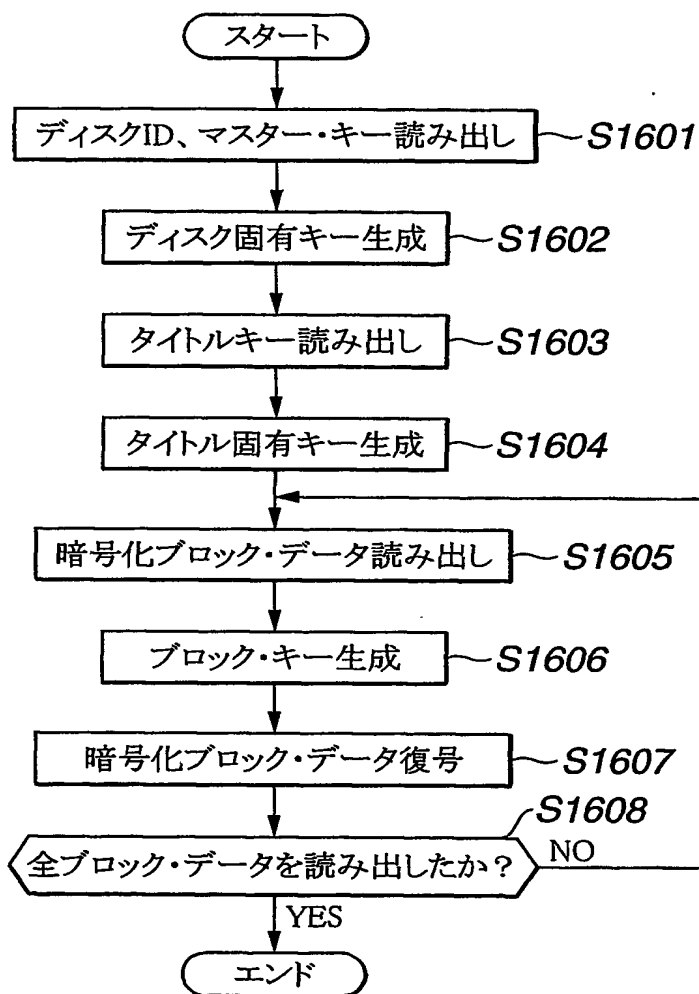 スタート
ディスクID、マスター・キー読み出し S1601
ディスク固有キー生成 S1602
タイトルキー読み出し S1603
タイトル固有キー生成 S1604
暗号化ブロック・データ読み出し S1605
ブロック・キー生成 S1606
暗号化ブロック・データ復号 S1607
S1608
全ブロック・データを読み出したか? NO
YES
エンド